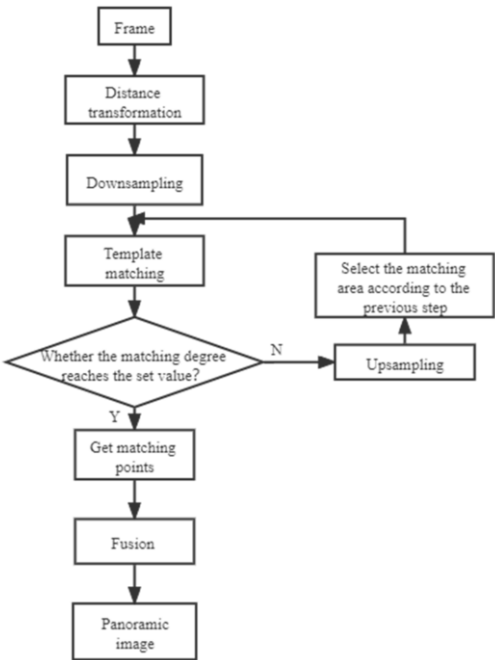 Frame
Distance
transformation
Downsampling
Template
matching
Select the matching
area according to the
previous step
Whether the matching degree
reaches the set value?
N
Upsampling
Y
Get matching
points
Fusion
Panoramic
image